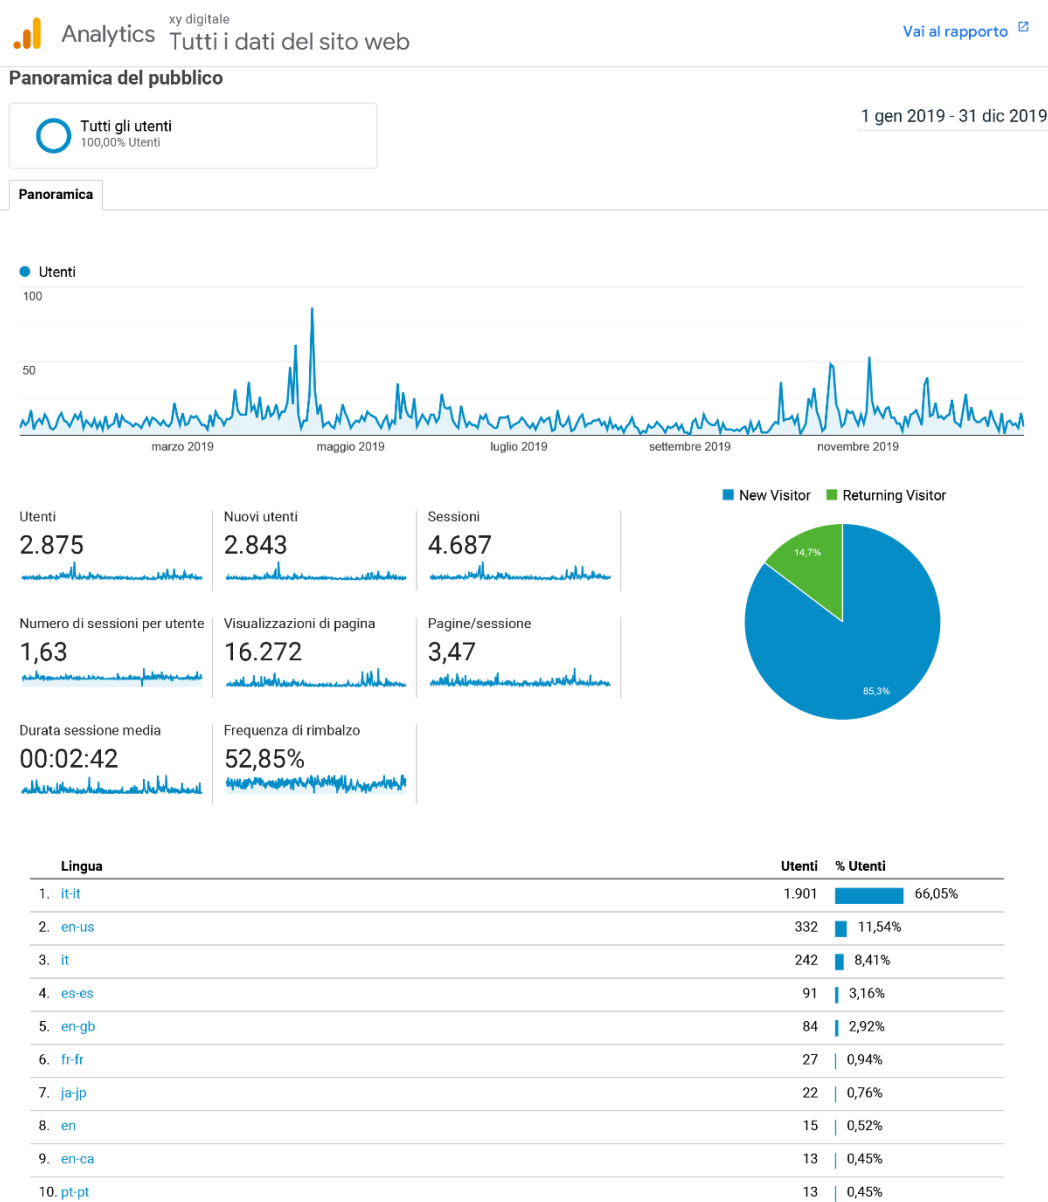 xy digitale
Analytics Tutti i dati del sito web
Vai al rapporto
Panoramica del pubblico
Tutti gli utenti
100,00% Utenti
1 gen 2019 - 31 dic 2019
Panoramica
Utenti
100
50
marzo 2019 maggio 2019 luglio 2019 settembre 2019 novembre 2019
New Visitor Returning Visitor
14,7%
85,3%
Utenti
2.875
Nuovi utenti
2.843
Sessioni
4.687
Numero di sessioni per utente
1,63
Visualizzazioni di pagina
16.272
Pagine/sessione
3,47
Durata sessione media
00:02:42
Frequenza di rimbalzo
52,85%
Lingua Utenti % Utenti
1. it-it 1.901 66,05%
2. en-us 332 11,54%
3. it 242 8,41%
4. es-es 91 3,16%
5. en-gb 84 2,92%
6. fr-fr 27 0,94%
7. ja-jp 22 0,76%
8. en 15 0,52%
9. en-ca 13 0,45%
10. pt-pt 13 0,45%